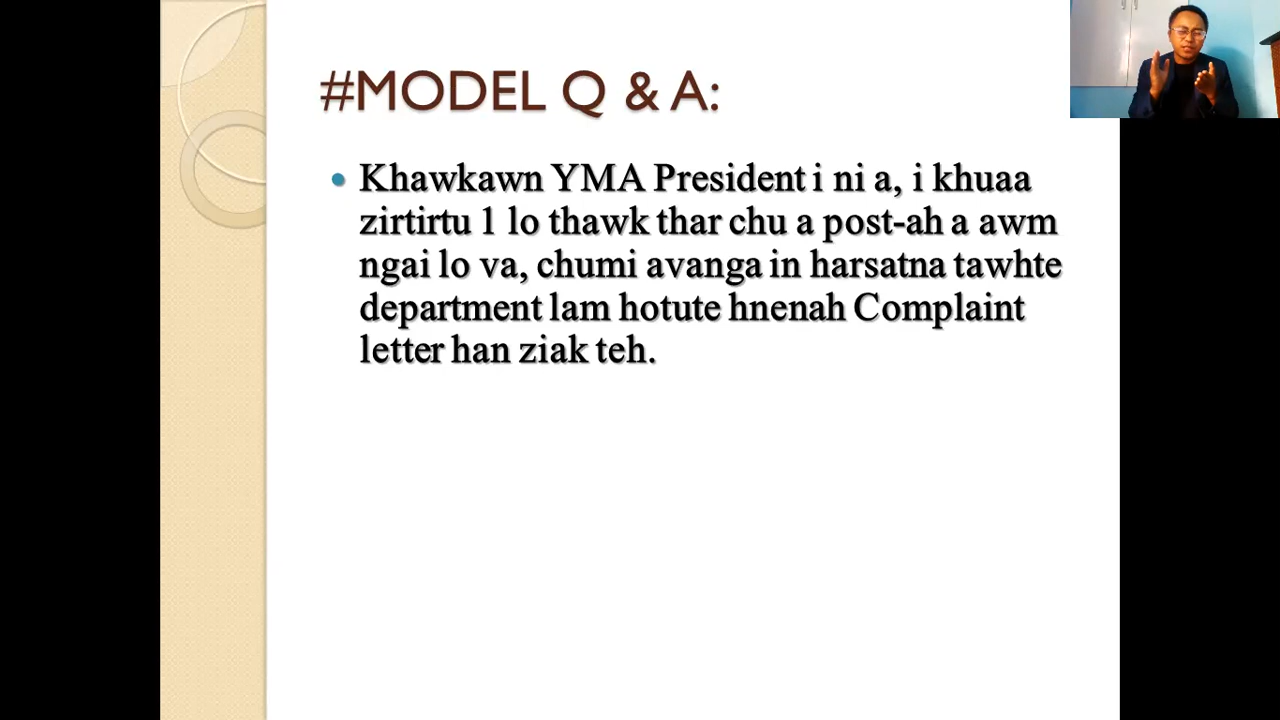 #MODEL Q & A:
Khawkawn YMA President i ni a, i khuaa
zirtirtu 1 lo thawk thar chu a post-ah a awm
ngai lo va, chumi avanga in harsatna tawhte
department lam hotute hnenah Complaint
letter han ziak teh.